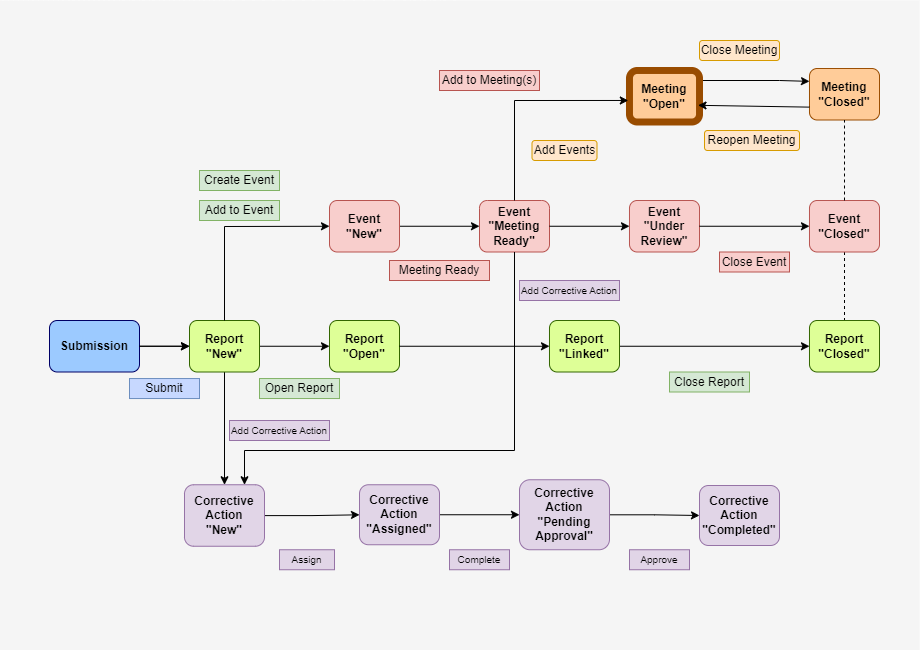 Close Meeting
Add to Meeting(s)
Meeting
"Open"
Meeting
"Closed"
Reopen Meeting
Add Events
Create Event
Add to Event
Event
"New"
Event
"Meeting
Ready"
Event
"Under
Review"
Event
"Closed"
Meeting Ready
Close Event
Add Corrective Action
Submission
Report
"New"
Report
"Open"
Report
"Linked"
Report
"Closed"
Submit
Open Report
Close Report
Add Corrective Action
Corrective
Action
"New"
Corrective
Action
"Assigned"
Corrective
Action
"Pending
Approval"
Corrective
Action
"Completed"
Assign
Complete
Approve